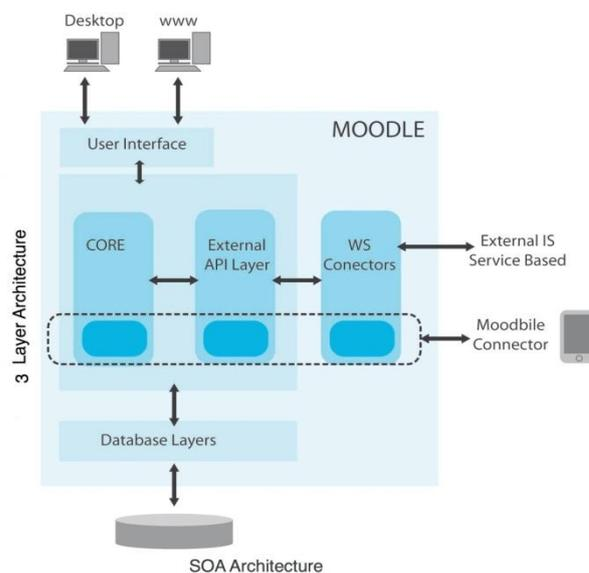 Desktop
www
MOODLE
User Interface
3 Layer Architecture
CORE
External
API Layer
WS
Conectors
External IS
Service Based
Moodbile
Connector
Database Layers
SOA Architecture